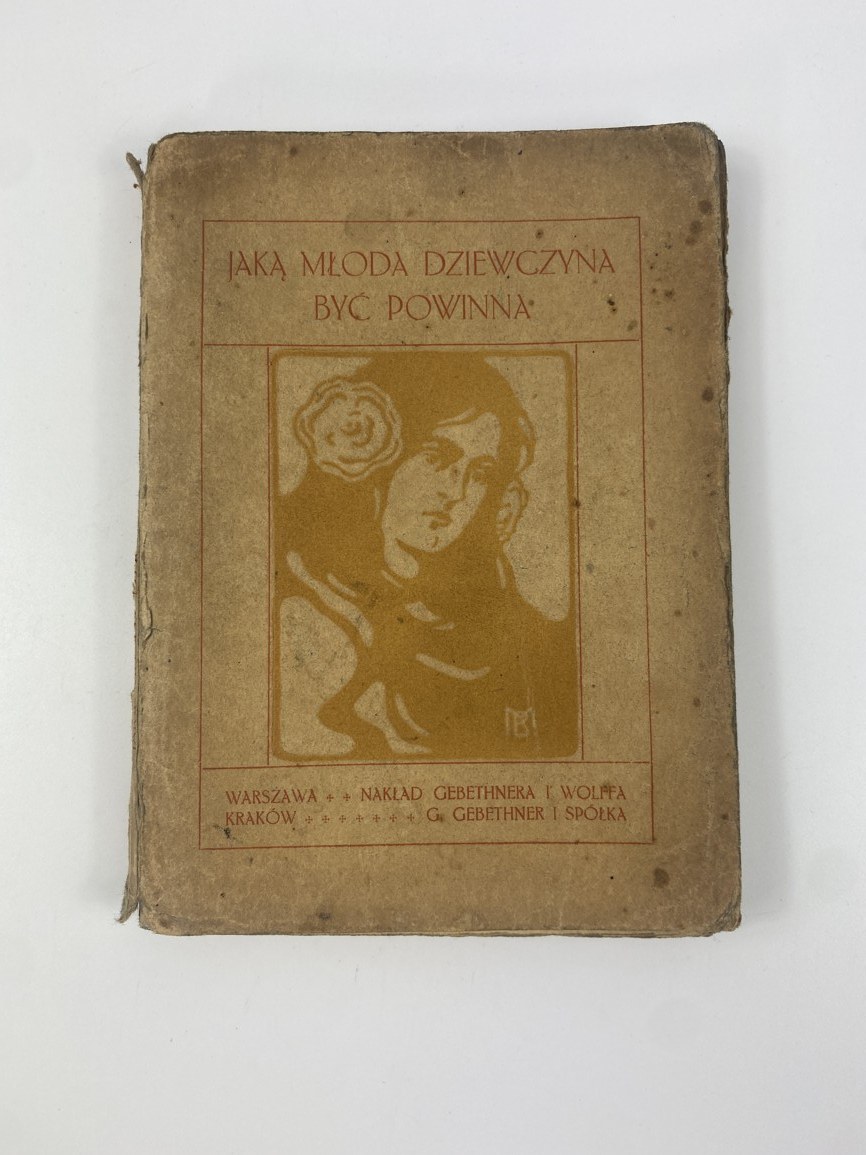 JAKĄ MŁODA DZIEWCZYNA
BYĆ POWINNA
WARSZAWA + + NAKŁAD GEBETHNERA I WOLFFA
KRAKÓW + + + + + + + G. GEBETHNER I SPÓŁKA